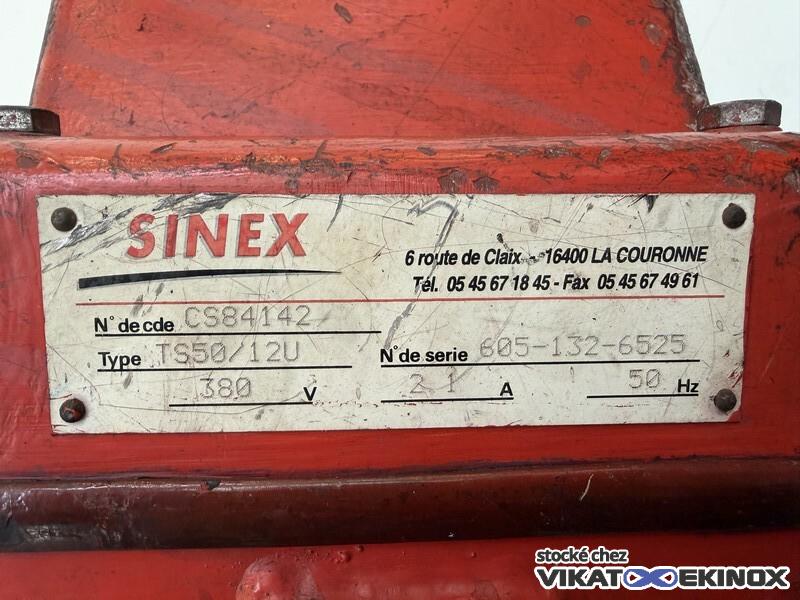 SINEX
6 route de Claix - 16400 LA COURONNE
Tél. 05 45 67 18 45 - Fax 05 45 67 49 61
N° de cde CS84142
Type TS50/12U N° de serie 605-132-6525
380 V 2 1 A 50 Hz
stocké chez
VIKATOO EKINOX